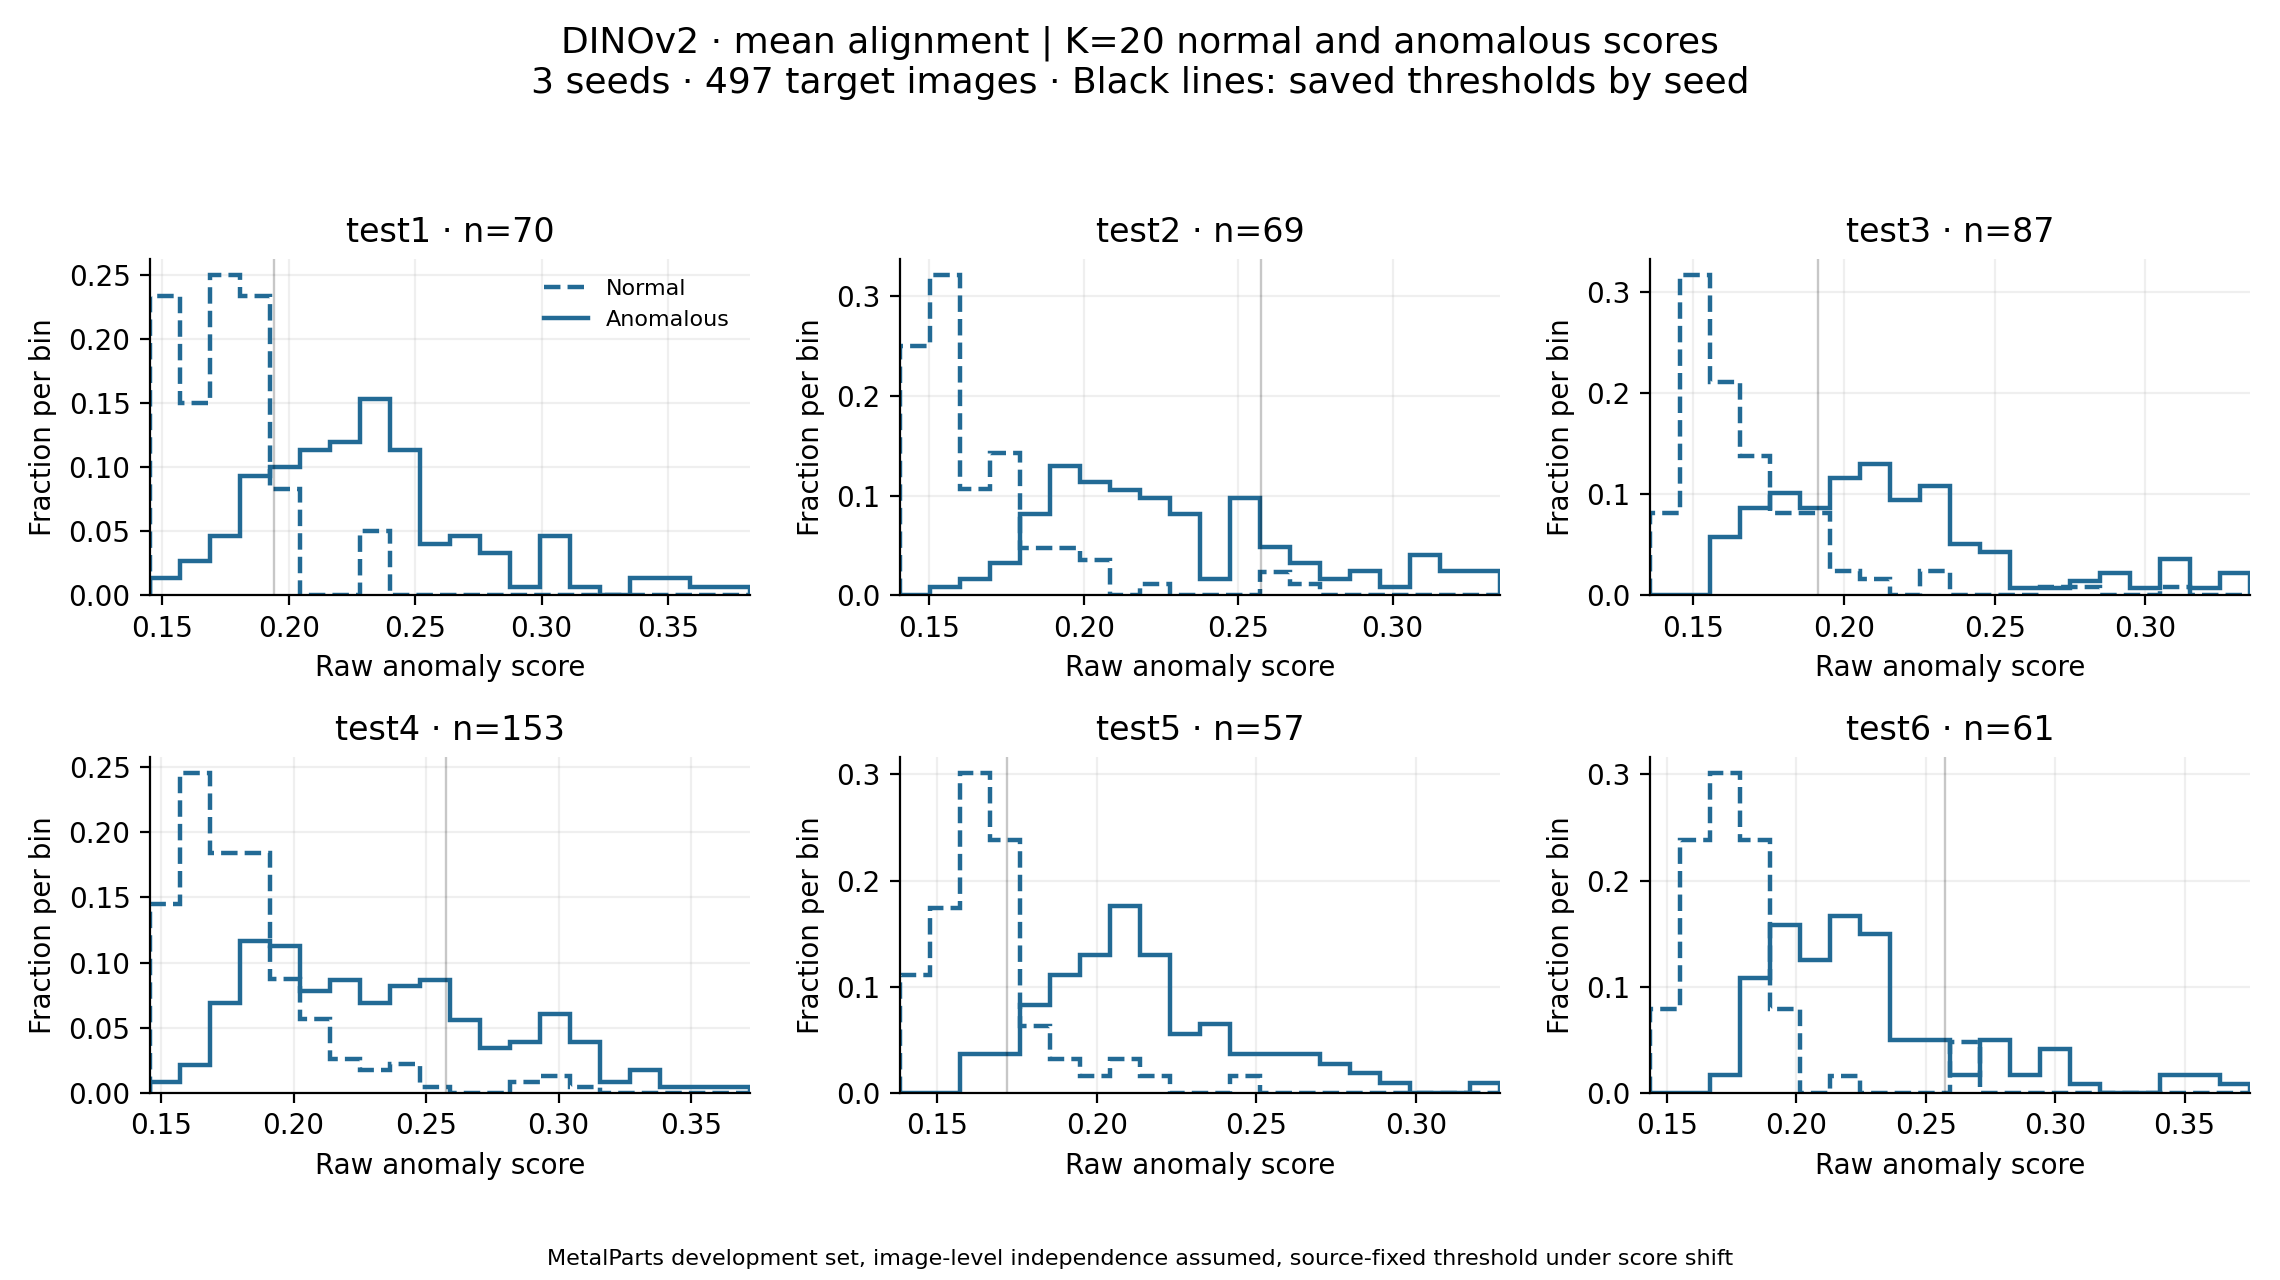 DINOv2 · mean alignment | K=20 normal and anomalous scores
3 seeds · 497 target images · Black lines: saved thresholds by seed
test1 · n=70
Fraction per bin
0.25
0.20
0.15
0.10
0.05
0.00
Normal
Anomalous
0.15 0.20 0.25 0.30 0.35
Raw anomaly score
test2 · n=69
Fraction per bin
0.3
0.2
0.1
0.0
0.15 0.20 0.25 0.30
Raw anomaly score
test3 · n=87
Fraction per bin
0.3
0.2
0.1
0.0
0.15 0.20 0.25 0.30
Raw anomaly score
test4 · n=153
Fraction per bin
0.25
0.20
0.15
0.10
0.05
0.00
0.15 0.20 0.25 0.30 0.35
Raw anomaly score
test5 · n=57
Fraction per bin
0.3
0.2
0.1
0.0
0.15 0.20 0.25 0.30
Raw anomaly score
test6 · n=61
Fraction per bin
0.3
0.2
0.1
0.0
0.15 0.20 0.25 0.30 0.35
Raw anomaly score
MetalParts development set, image-level independence assumed, source-fixed threshold under score shift